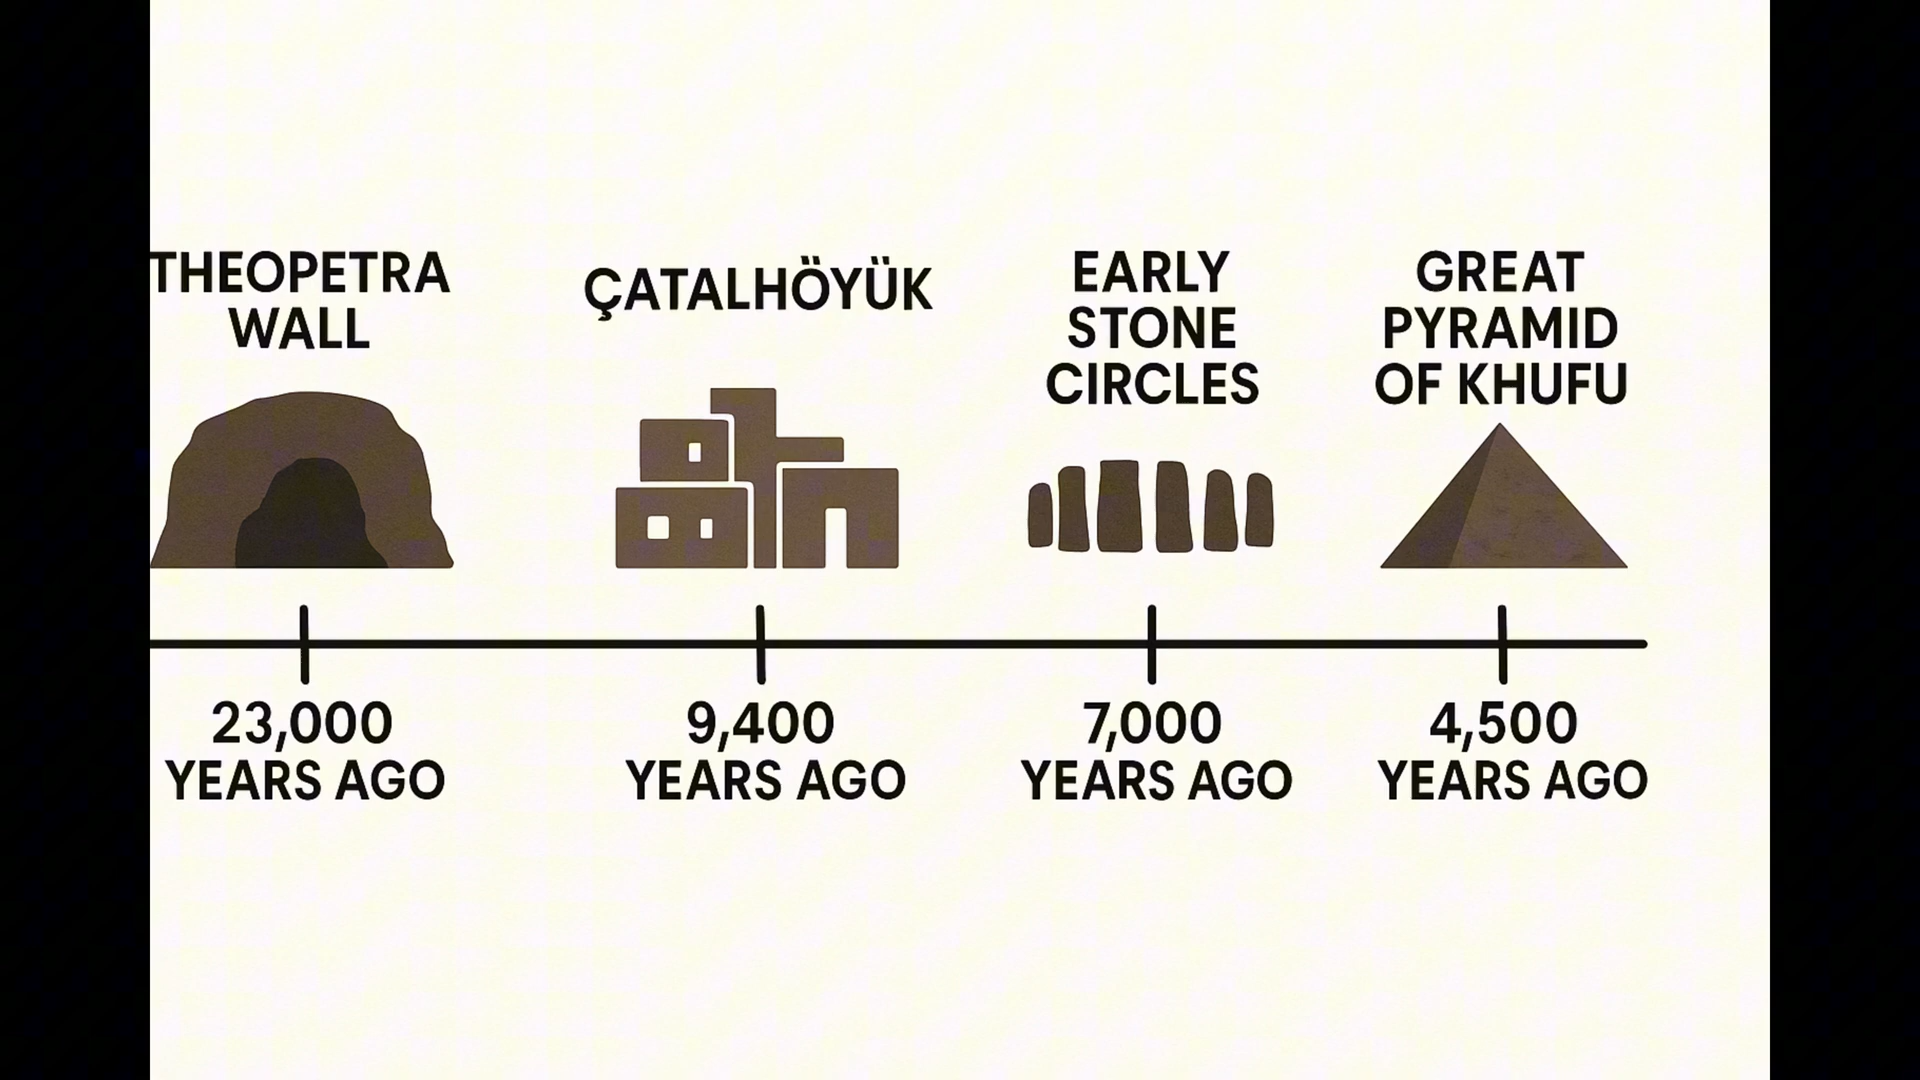 THEOPETRA
WALL
23,000
YEARS AGO
ÇATALHÖYÜK
9,400
YEARS AGO
EARLY
STONE
CIRCLES
7,000
YEARS AGO
GREAT
PYRAMID
OF KHUFU
4,500
YEARS AGO